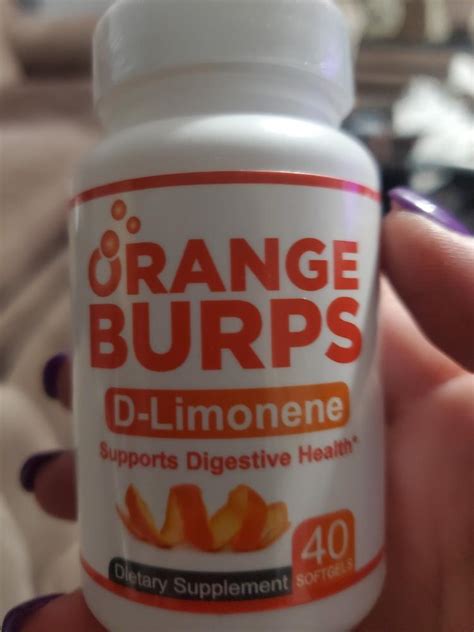 ORANGE
BURPS
D-Limonene
Supports Digestive Health*
40
SOFTGELS
Dietary Supplement